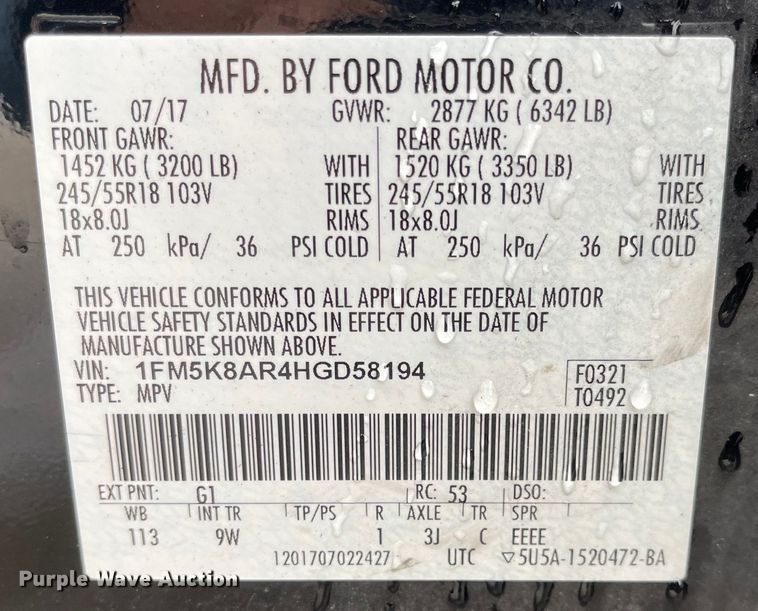 MFD. BY FORD MOTOR CO.
DATE: 07/17 GVWR: 2877 KG ( 6342 LB)
FRONT GAWR: REAR GAWR:
1452 KG ( 3200 LB) WITH 1520 KG ( 3350 LB) WITH
245/55R18 103V TIRES 245/55R18 103V TIRES
18x8.0J RIMS 18x8.0J RIMS
AT 250 kPa/ 36 PSI COLD AT 250 kPa/ 36 PSI COLD
THIS VEHICLE CONFORMS TO ALL APPLICABLE FEDERAL MOTOR
VEHICLE SAFETY STANDARDS IN EFFECT ON THE DATE OF
MANUFACTURE SHOWN ABOVE.
VIN: 1FM5K8AR4HGD58194 F0321
TYPE: MPV T0492
EXT PNT: G1 RC: 53 DSO:
WB INT TR TP/PS R AXLE TR SPR
113 9W 1 3J C EEEE
1201707022427 UTC ▽5U5A-1520472-BA
Purple Wave Auction